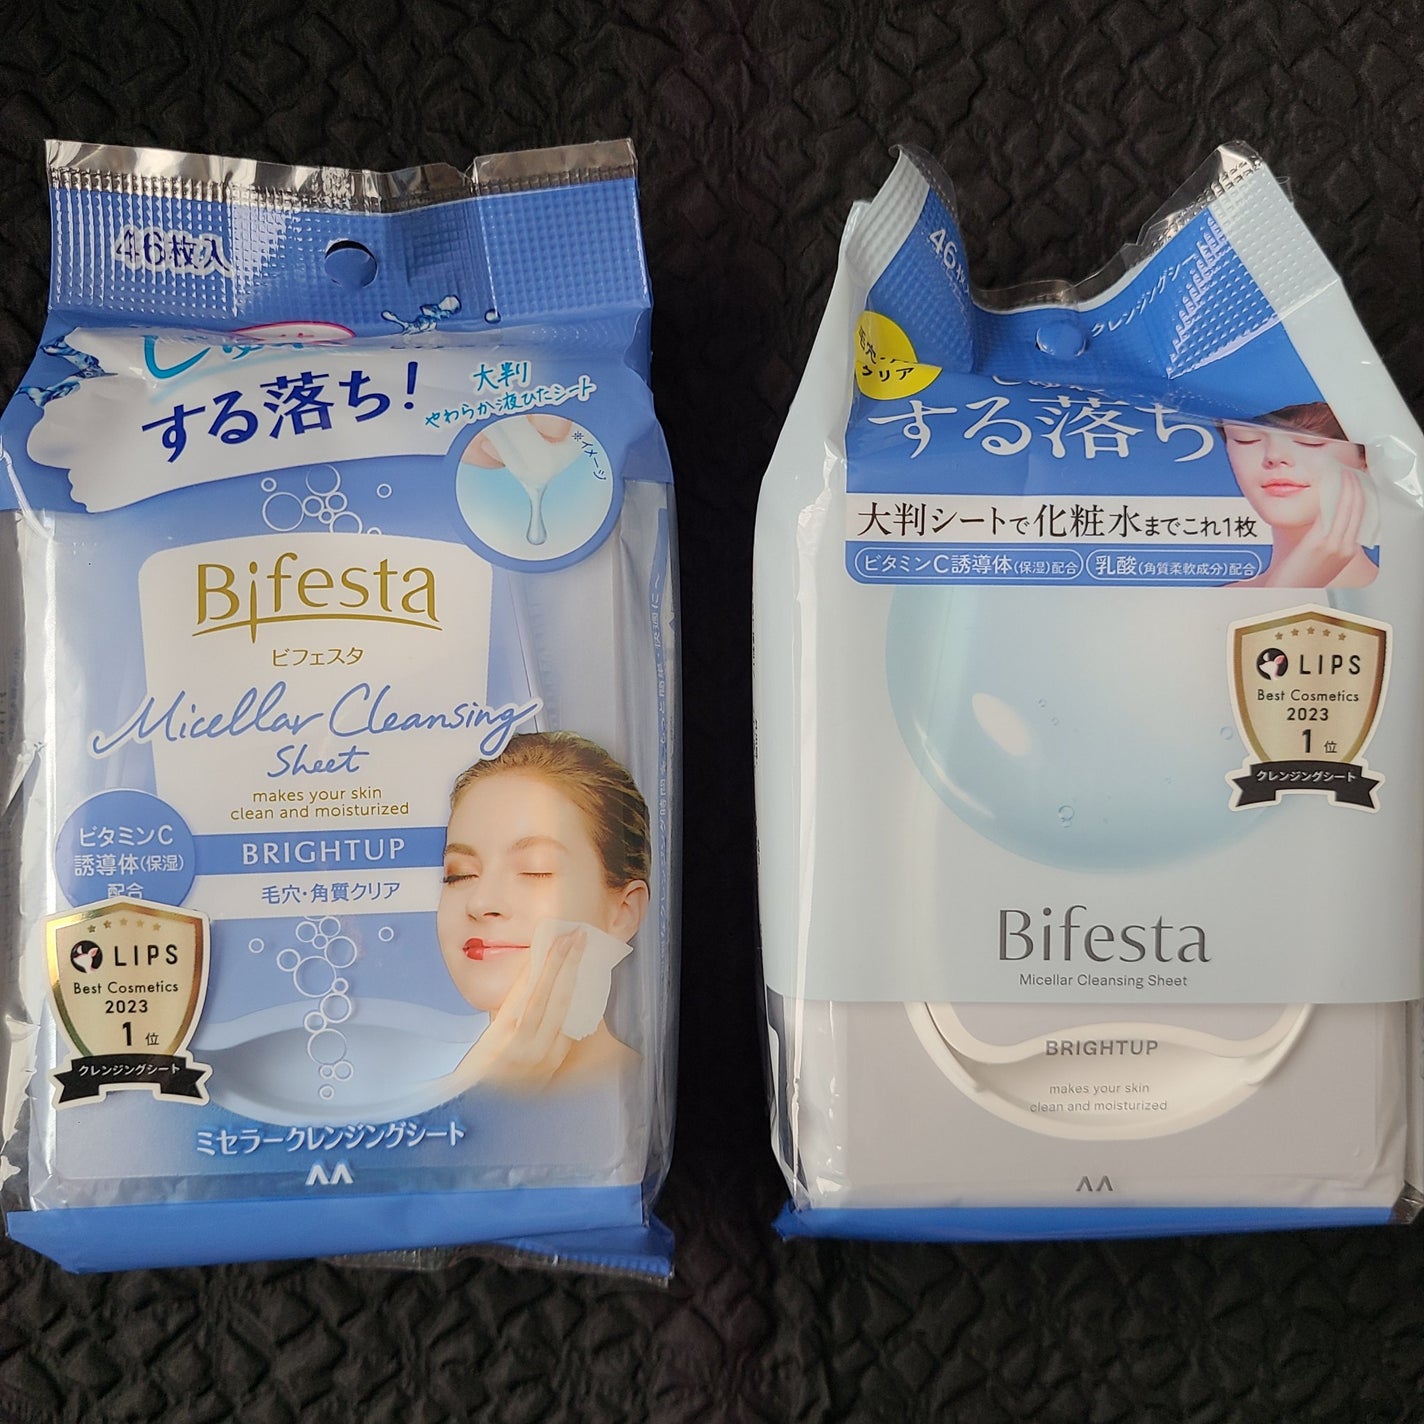 46枚入
する落ち！
大判
やわらか液ひたシート
※イメージ
Bifesta
ビフェスタ
Micellar Cleansing
Sheet
makes your skin
clean and moisturized
BRIGHTUP
毛穴・角質クリア
ビタミンC
誘導体(保湿)
配合
LIPS
Best Cosmetics
2023
1位
クレンジングシート
ミセラークレンジングシート
46
クレンジングシー
クリア
する落ち
大判シートで化粧水までこれ1枚
ビタミンC誘導体(保湿)配合 乳酸(角質柔軟成分)配合
LIPS
Best Cosmetics
2023
1位
クレンジングシート
Bifesta
Micellar Cleansing Sheet
BRIGHTUP
makes your skin
clean and moisturized